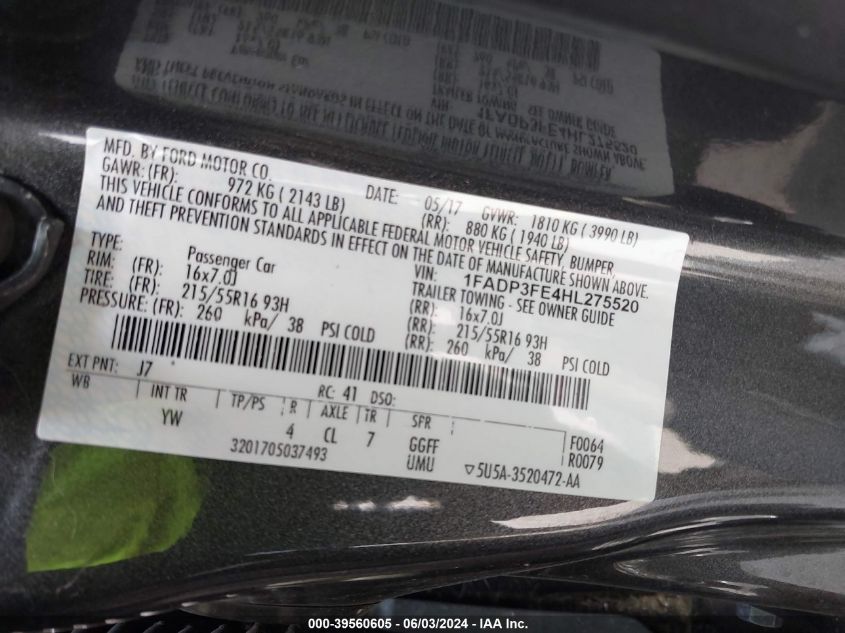 MFD. BY FORD MOTOR CO.
DATE: 05/17 GVWR: 1810 KG ( 3990 LB)
GAWR: (FR): 972 KG ( 2143 LB) (RR): 880 KG ( 1940 LB)
THIS VEHICLE CONFORMS TO ALL APPLICABLE FEDERAL MOTOR VEHICLE SAFETY, BUMPER,
AND THEFT PREVENTION STANDARDS IN EFFECT ON THE DATE OF MANUFACTURE SHOWN ABOVE.
VIN: 1FADP3FE4HL275520
TYPE: Passenger Car TRAILER TOWING - SEE OWNER GUIDE
RIM: (FR): 16x7.0J (RR): 16x7.0J
TIRE: (FR): 215/55R16 93H (RR): 215/55R16 93H
PRESSURE: (FR): 260 kPa/ 38 PSI COLD (RR): 260 kPa/ 38 PSI COLD
EXT PNT: J7 RC: 41 DSO:
WB INT TR TP/PS R AXLE TR SPR F0064
YW 4 CL 7 GGFF R0079
3201705037493 UMU ▽5U5A-3520472-AA
000-39560605 - 06/03/2024 - IAA Inc.